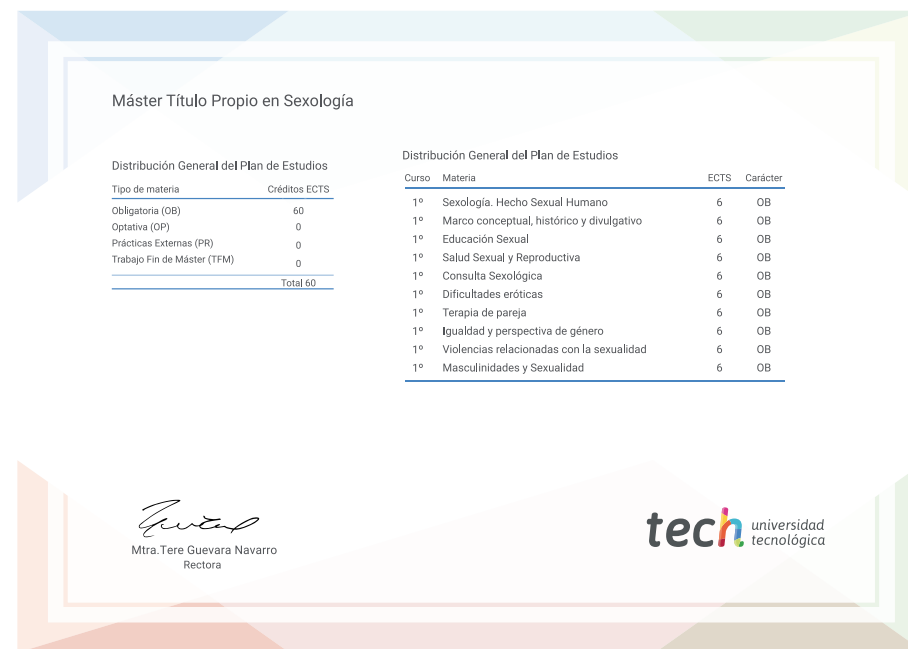 Máster Título Propio en Sexología
Distribución General del Plan de Estudios
Tipo de materia Créditos ECTS
Obligatoria (OB) 60
Optativa (OP) 0
Prácticas Externas (PR) 0
Trabajo Fin de Máster (TFM) 0
Total 60
Distribución General del Plan de Estudios
Curso Materia ECTS Carácter
1º Sexología. Hecho Sexual Humano 6 OB
1º Marco conceptual, histórico y divulgativo 6 OB
1º Educación Sexual 6 OB
1º Salud Sexual y Reproductiva 6 OB
1º Consulta Sexológica 6 OB
1º Dificultades eróticas 6 OB
1º Terapia de pareja 6 OB
1º Igualdad y perspectiva de género 6 OB
1º Violencias relacionadas con la sexualidad 6 OB
1º Masculinidades y Sexualidad 6 OB
Mtra.Tere Guevara Navarro
Rectora
tech universidad
tecnológica